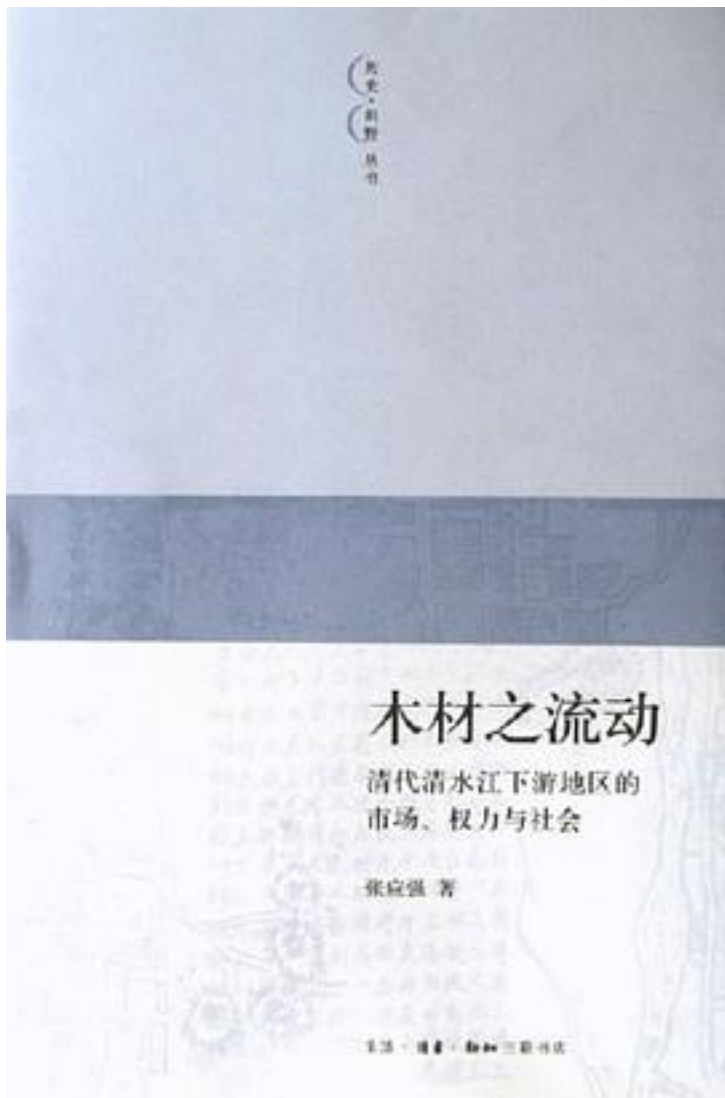 历史·田野 丛书
木材之流动
清代清水江下游地区的
市场、权力与社会
张应强 著
生活·读书·新知三联书店